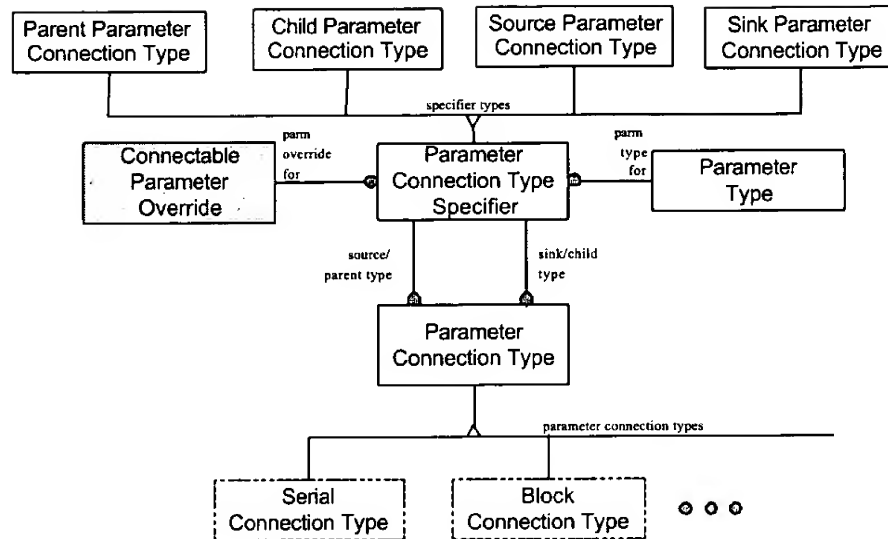 Parent Parameter
Connection Type
Child Parameter
Connection Type
Source Parameter
Connection Type
Sink Parameter
Connection Type
specifier types
Connectable
Parameter
Override
parm
override
for
Parameter
Connection Type
Specifier
parm
type
for
Parameter
Type
source/
parent type
sink/child
type
Parameter
Connection Type
parameter connection types
Serial
Connection Type
Block
Connection Type